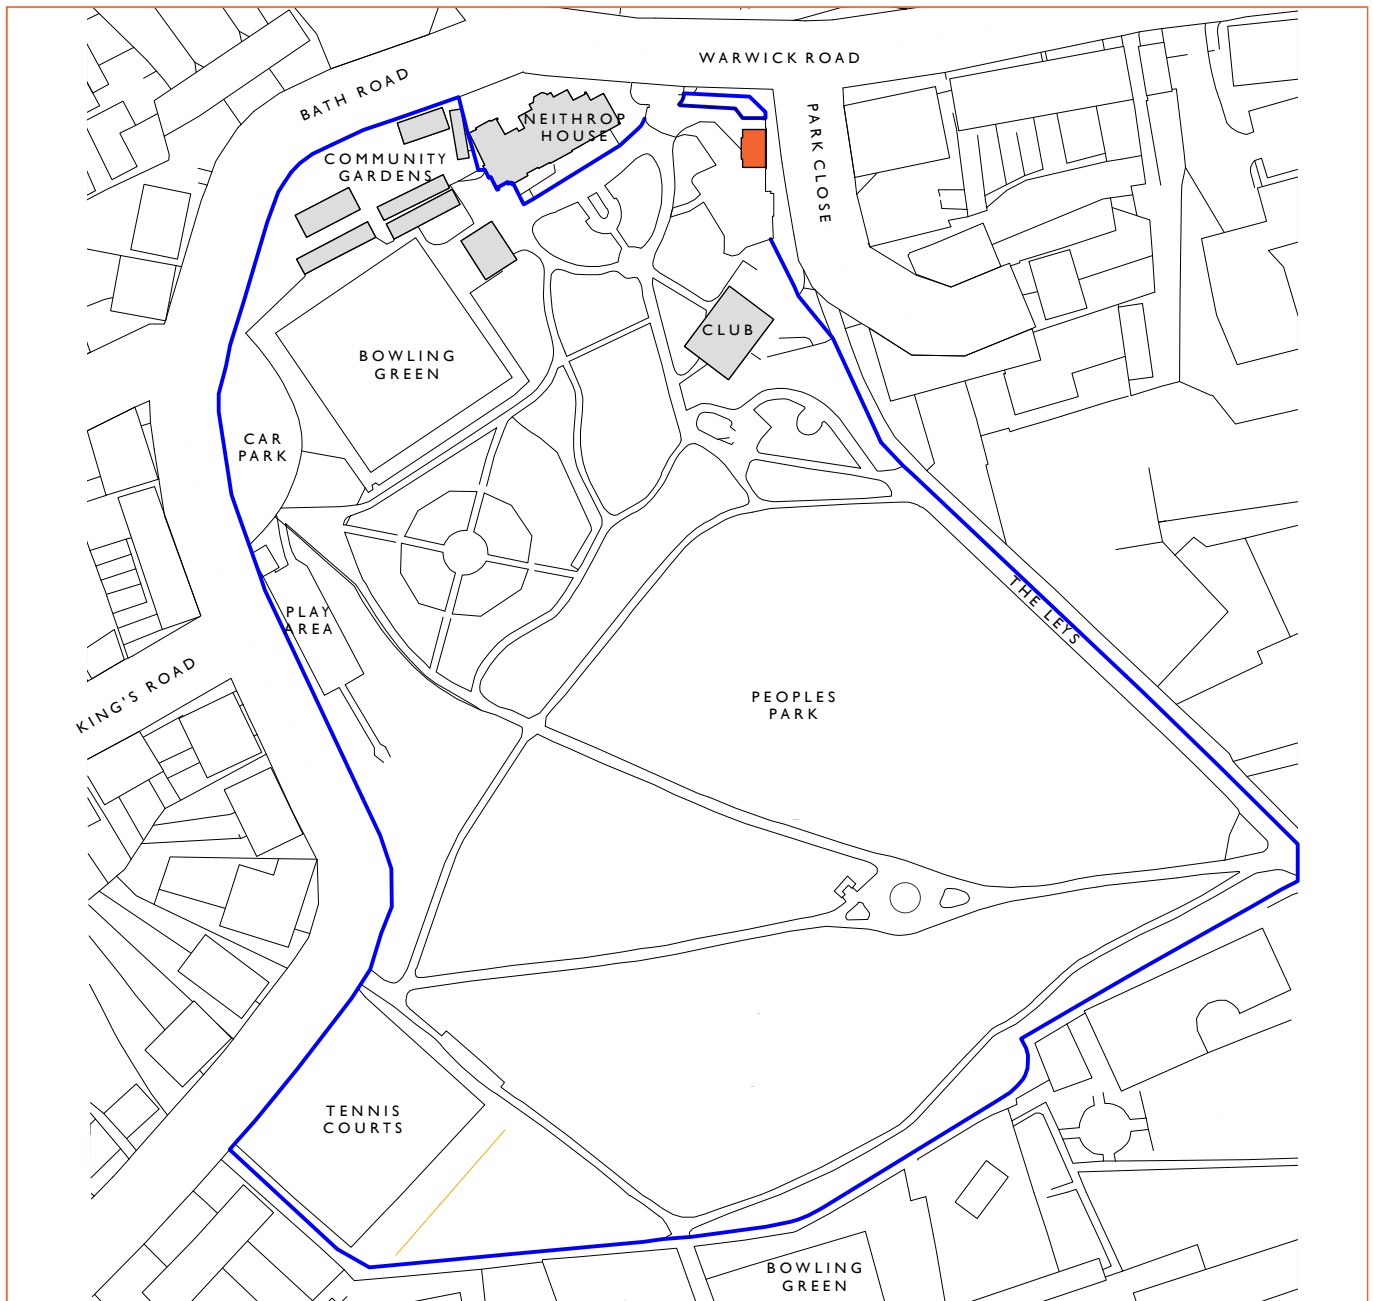 WARWICK ROAD
BATH ROAD
PARK CLOSE
NEITHROP
HOUSE
COMMUNITY
GARDENS
CLUB
BOWLING
GREEN
CAR
PARK
THE LEYS
PLAY
AREA
KING'S ROAD
PEOPLES
PARK
TENNIS
COURTS
BOWLING
GREEN